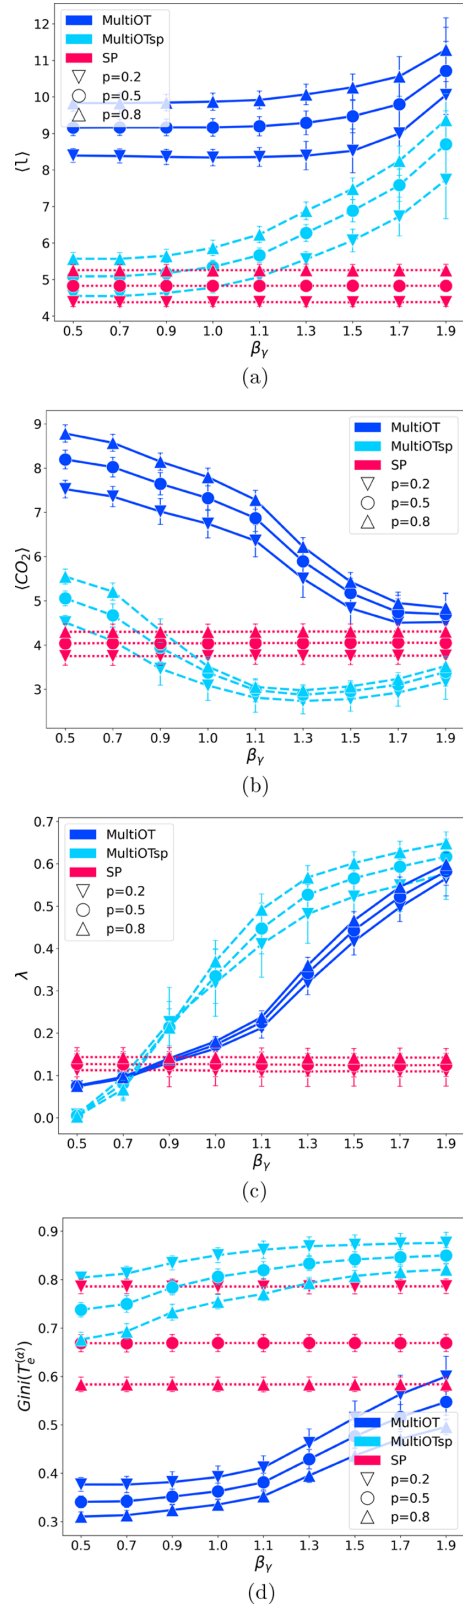 12
11
10
9
8
7
6
5
4
⟨l⟩
MultiOT
MultiOTsp
SP
p=0.2
p=0.5
p=0.8
0.5 0.7 0.9 1.0 1.1 1.3 1.5 1.7 1.9
βγ
(a)
9
8
7
6
5
4
3
⟨CO₂⟩
MultiOT
MultiOTsp
SP
p=0.2
p=0.5
p=0.8
0.5 0.7 0.9 1.0 1.1 1.3 1.5 1.7 1.9
βγ
(b)
0.7
0.6
0.5
0.4
0.3
0.2
0.1
0.0
λ
MultiOT
MultiOTsp
SP
p=0.2
p=0.5
p=0.8
0.5 0.7 0.9 1.0 1.1 1.3 1.5 1.7 1.9
βγ
(c)
0.9
0.8
0.7
0.6
0.5
0.4
0.3
Gini(Tₑ⁽ᵅ⁾)
MultiOT
MultiOTsp
SP
p=0.2
p=0.5
p=0.8
0.5 0.7 0.9 1.0 1.1 1.3 1.5 1.7 1.9
βγ
(d)